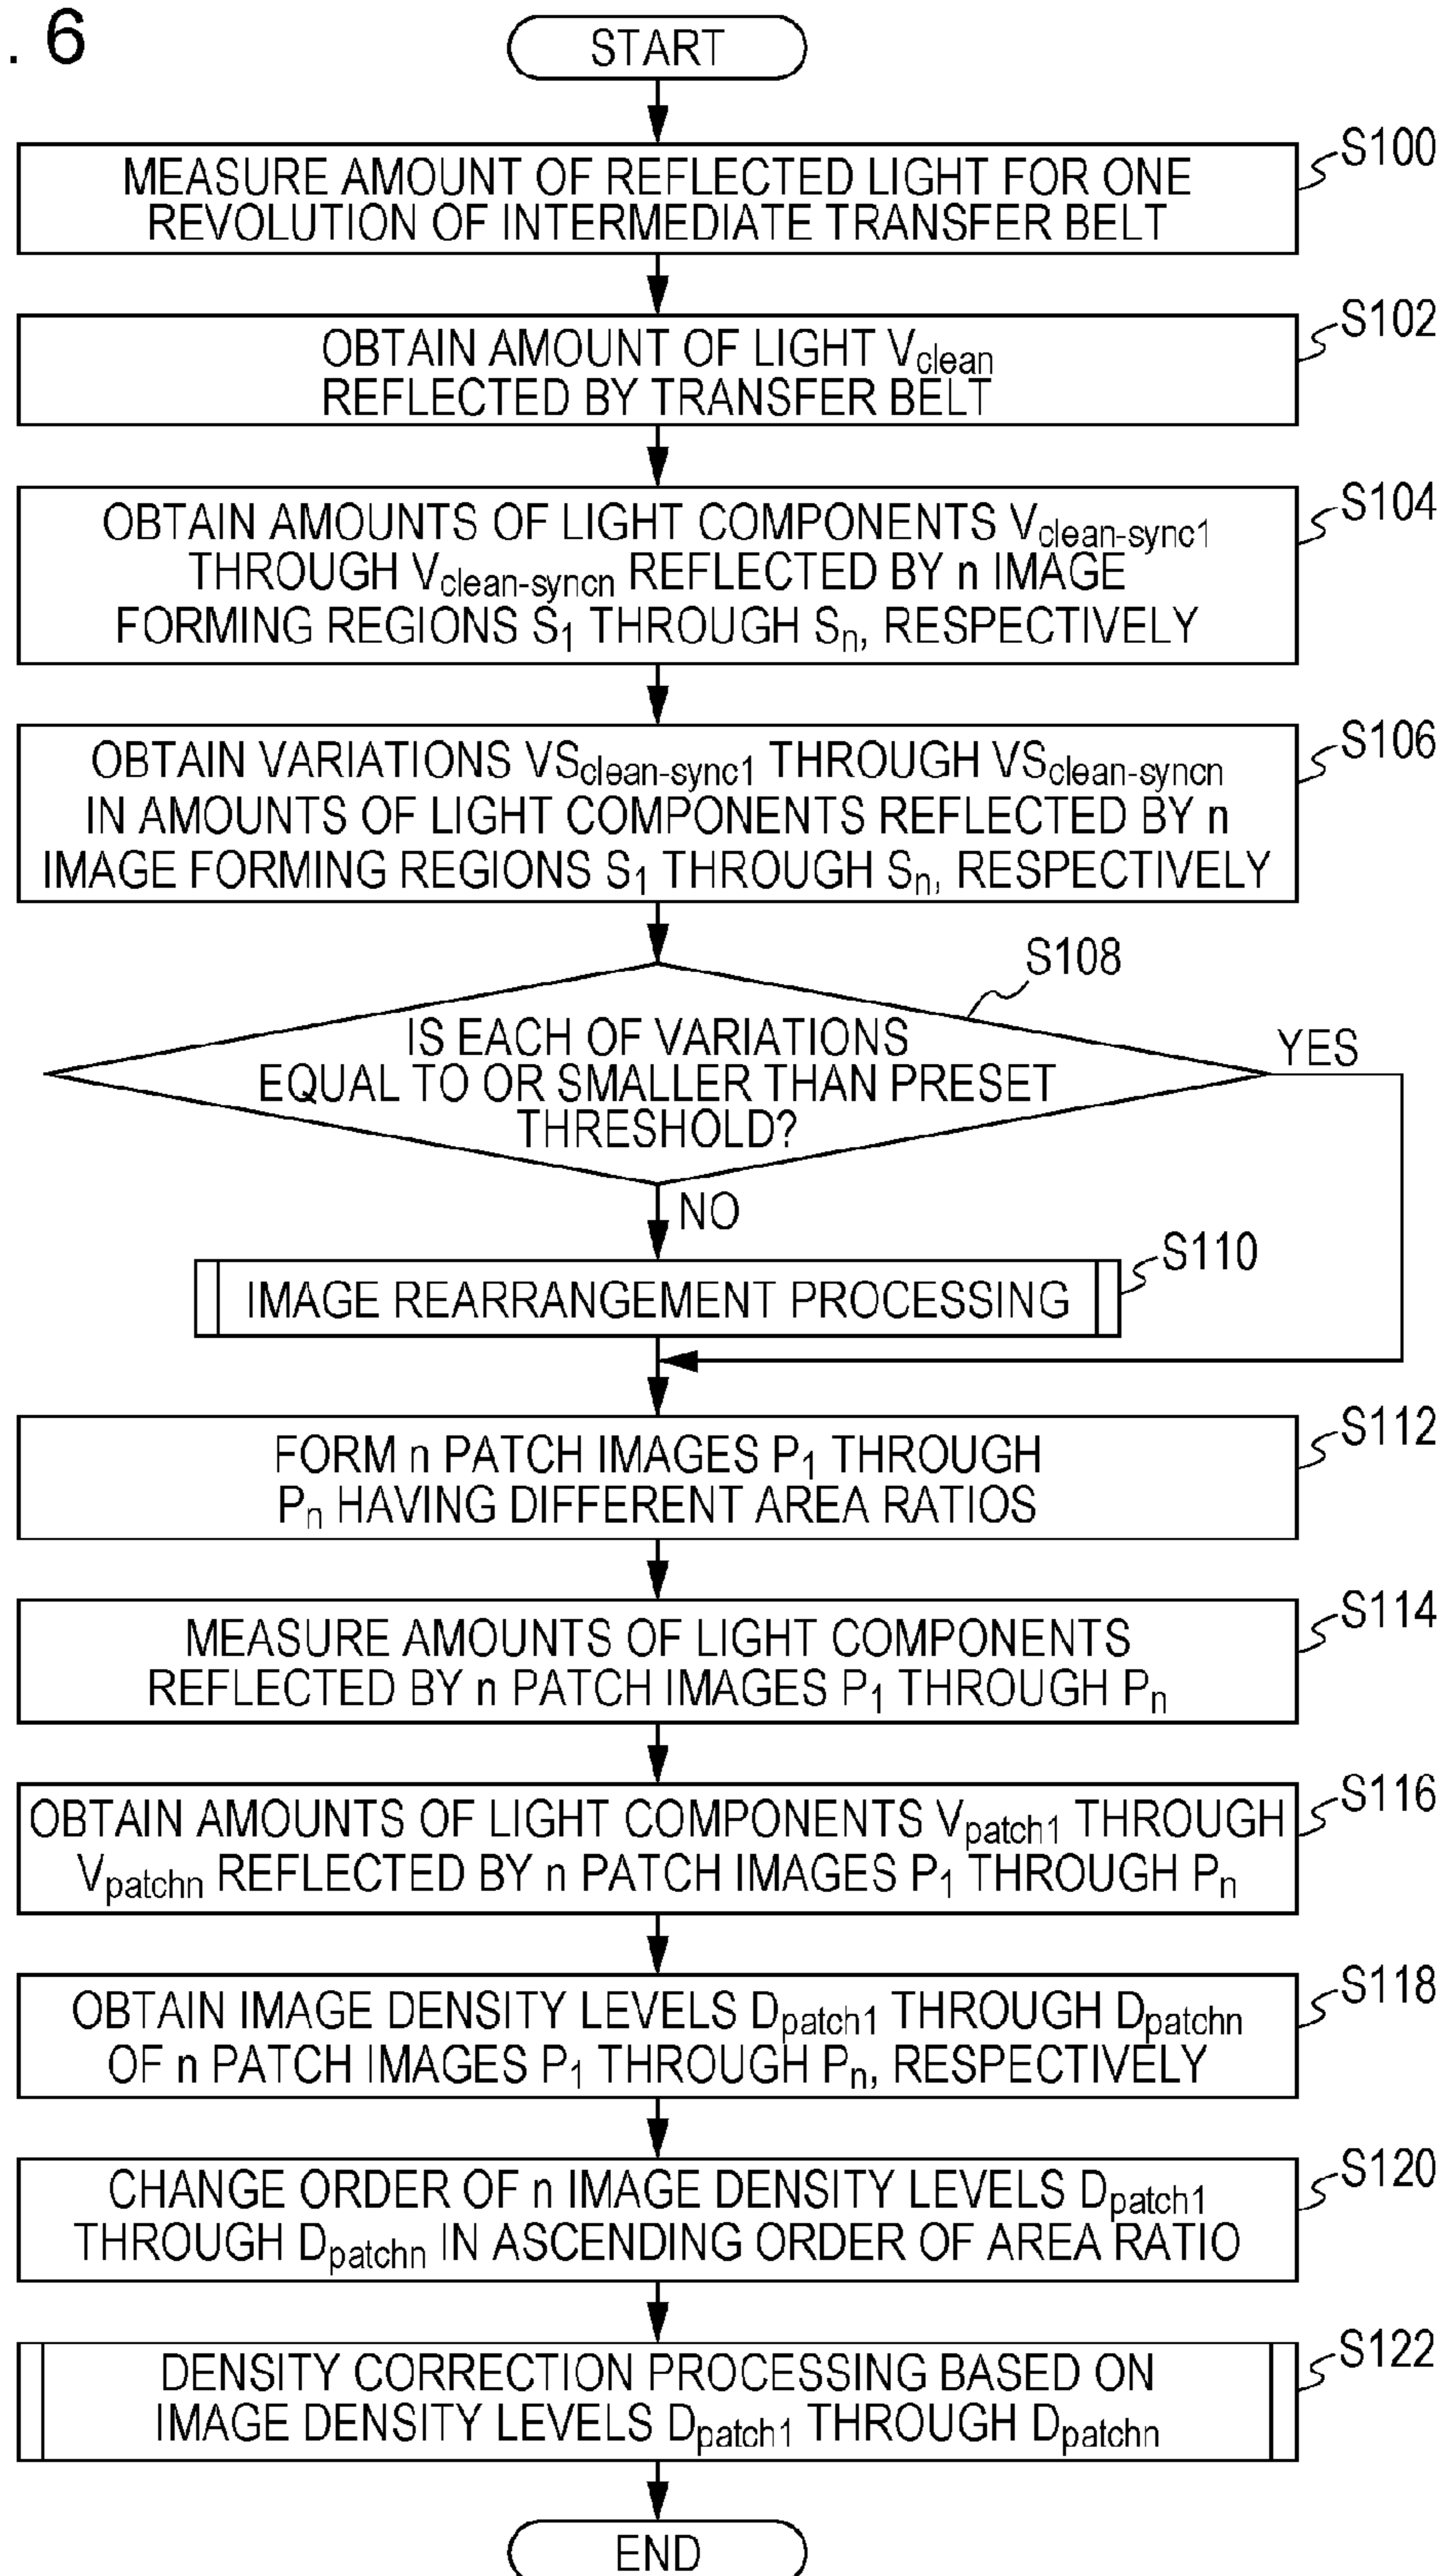 . 6
START
S100
MEASURE AMOUNT OF REFLECTED LIGHT FOR ONE
REVOLUTION OF INTERMEDIATE TRANSFER BELT
S102
OBTAIN AMOUNT OF LIGHT Vclean
REFLECTED BY TRANSFER BELT
S104
OBTAIN AMOUNTS OF LIGHT COMPONENTS Vclean-sync1
THROUGH Vclean-syncn REFLECTED BY n IMAGE
FORMING REGIONS S1 THROUGH Sn, RESPECTIVELY
S106
OBTAIN VARIATIONS VSclean-sync1 THROUGH VSclean-syncn
IN AMOUNTS OF LIGHT COMPONENTS REFLECTED BY n
IMAGE FORMING REGIONS S1 THROUGH Sn, RESPECTIVELY
S108
IS EACH OF VARIATIONS
EQUAL TO OR SMALLER THAN PRESET
THRESHOLD?
YES
NO
S110
IMAGE REARRANGEMENT PROCESSING
S112
FORM n PATCH IMAGES P1 THROUGH
Pn HAVING DIFFERENT AREA RATIOS
S114
MEASURE AMOUNTS OF LIGHT COMPONENTS
REFLECTED BY n PATCH IMAGES P1 THROUGH Pn
S116
OBTAIN AMOUNTS OF LIGHT COMPONENTS Vpatch1 THROUGH
Vpatchn REFLECTED BY n PATCH IMAGES P1 THROUGH Pn
S118
OBTAIN IMAGE DENSITY LEVELS Dpatch1 THROUGH Dpatchn
OF n PATCH IMAGES P1 THROUGH Pn, RESPECTIVELY
S120
CHANGE ORDER OF n IMAGE DENSITY LEVELS Dpatch1
THROUGH Dpatchn IN ASCENDING ORDER OF AREA RATIO
S122
DENSITY CORRECTION PROCESSING BASED ON
IMAGE DENSITY LEVELS Dpatch1 THROUGH Dpatchn
END